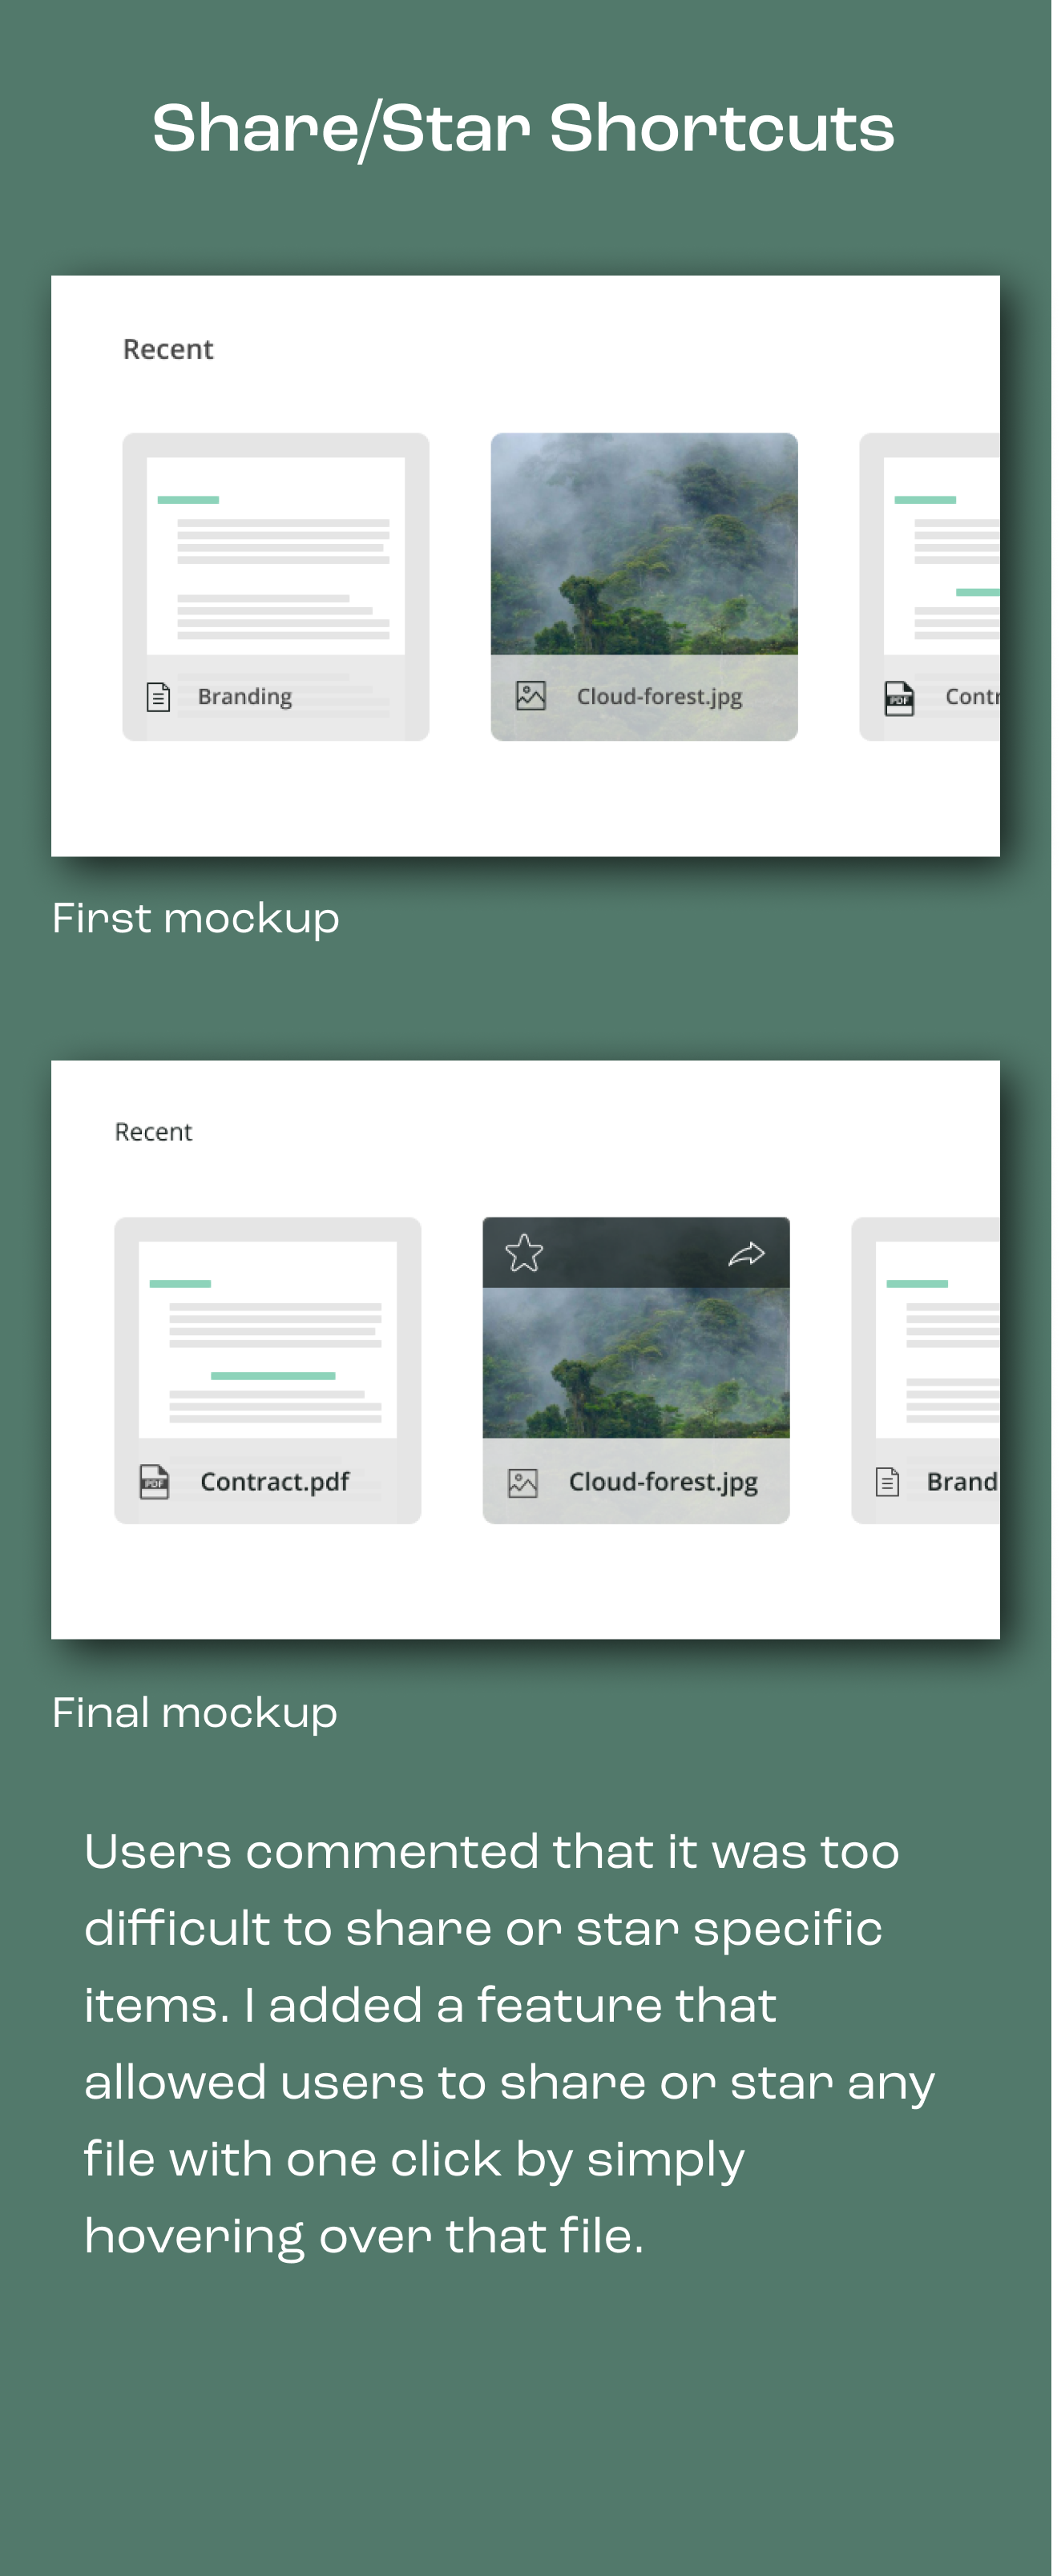 Share/Star Shortcuts
Recent
Branding
Cloud-forest.jpg
PDF
Contr
First mockup
Recent
PDF
Contract.pdf
Cloud-forest.jpg
Brand
Final mockup
Users commented that it was too
difficult to share or star specific
items. I added a feature that
allowed users to share or star any
file with one click by simply
hovering over that file.